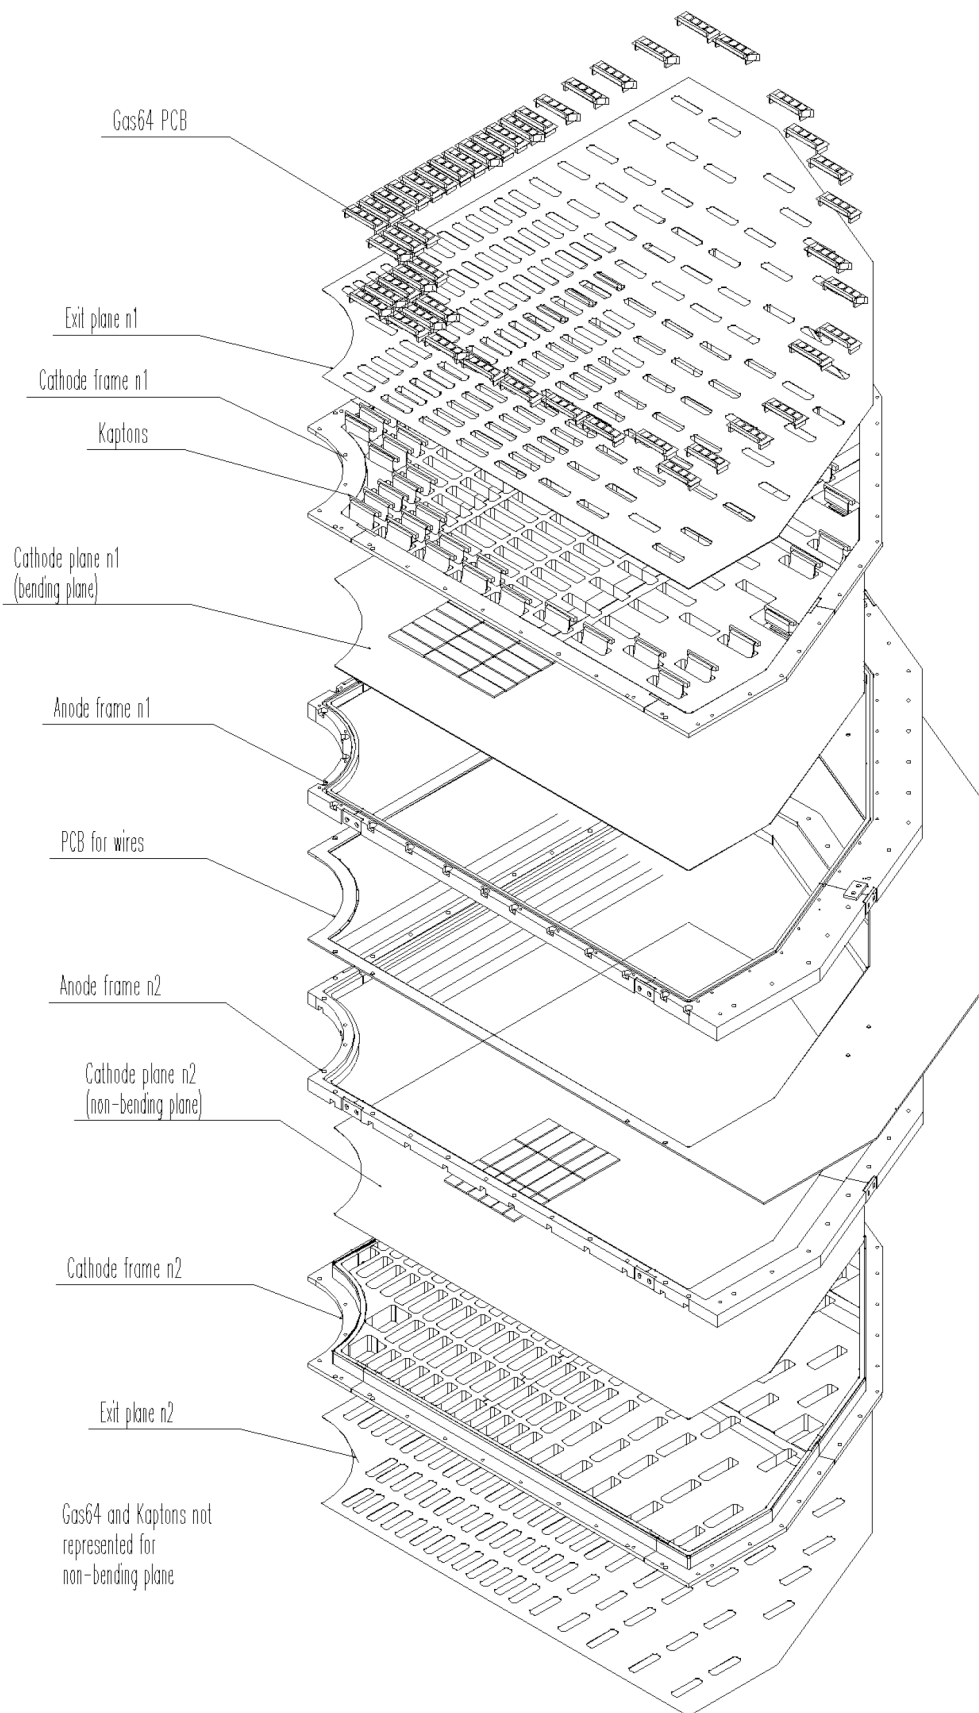 Gas64 PCB
Exit plane n1
Cathode frame n1
Kaptons
Cathode plane n1
(bending plane)
Anode frame n1
PCB for wires
Anode frame n2
Cathode plane n2
(non-bending plane)
Cathode frame n2
Exit plane n2
Gas64 and Kaptons not
represented for
non-bending plane